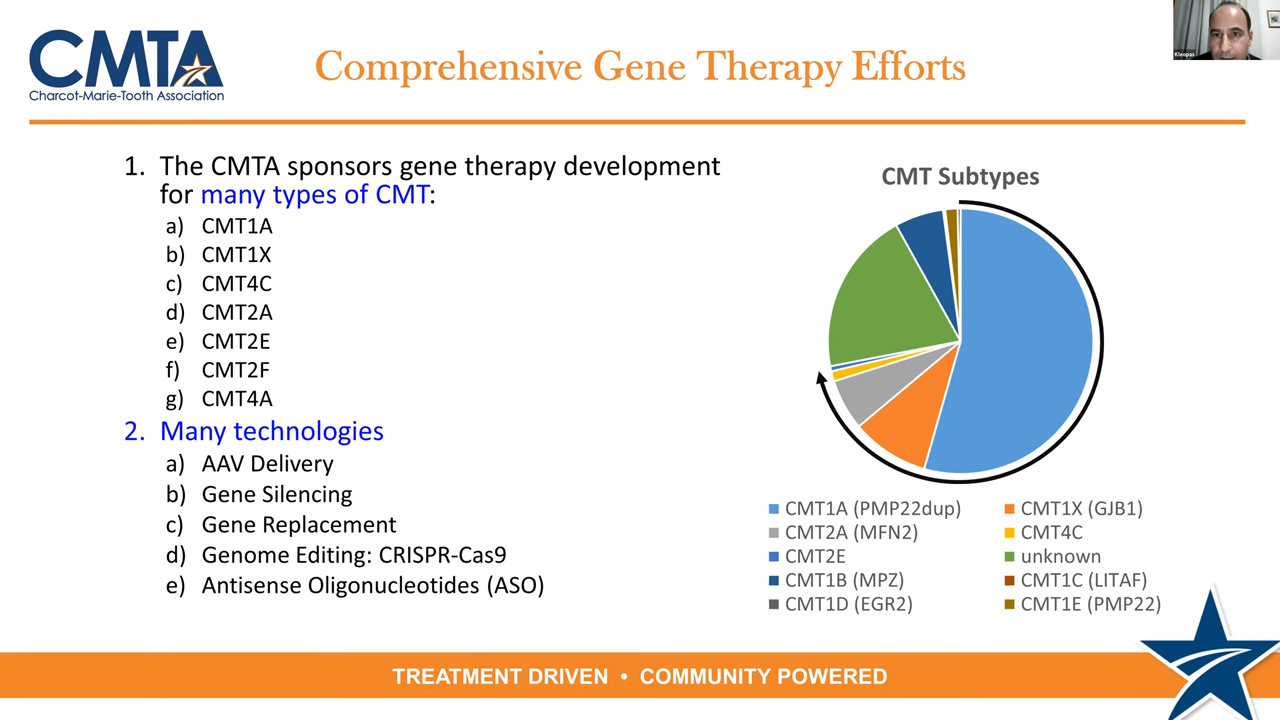 CMTA
Charcot-Marie-Tooth Association
Comprehensive Gene Therapy Efforts
Kleopas
1. The CMTA sponsors gene therapy development
for many types of CMT:
a) CMT1A
b) CMT1X
c) CMT4C
d) CMT2A
e) CMT2E
f) CMT2F
g) CMT4A
2. Many technologies
a) AAV Delivery
b) Gene Silencing
c) Gene Replacement
d) Genome Editing: CRISPR-Cas9
e) Antisense Oligonucleotides (ASO)
CMT Subtypes
CMT1A (PMP22dup)
CMT1X (GJB1)
CMT2A (MFN2)
CMT4C
CMT2E
unknown
CMT1B (MPZ)
CMT1C (LITAF)
CMT1D (EGR2)
CMT1E (PMP22)
TREATMENT DRIVEN • COMMUNITY POWERED